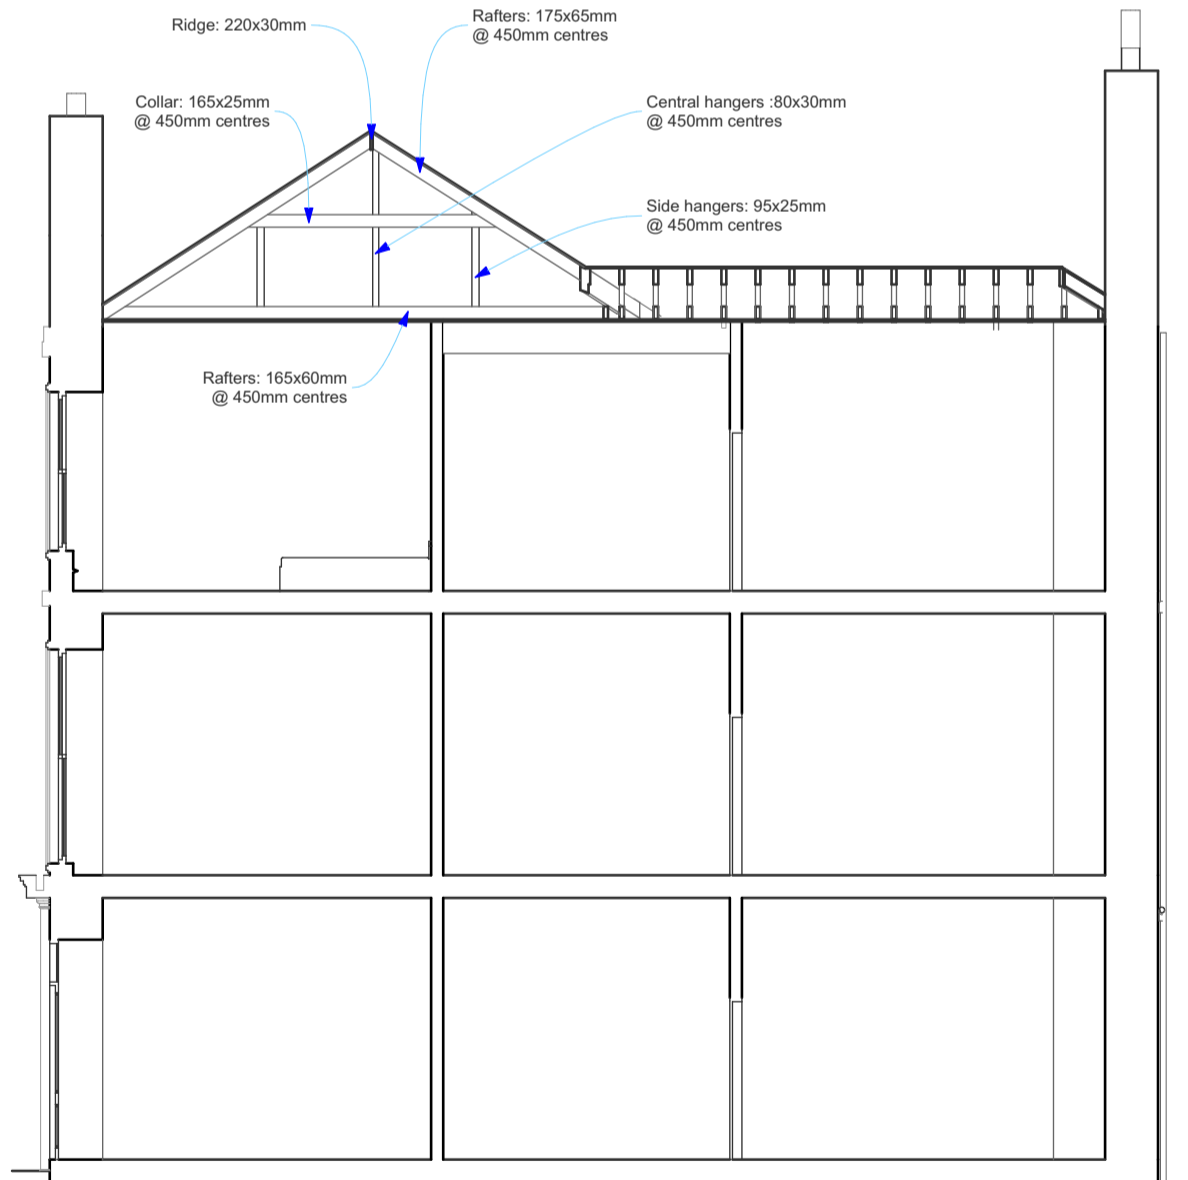 Ridge: 220x30mm
Rafters: 175x65mm
@ 450mm centres
Collar: 165x25mm
@ 450mm centres
Central hangers :80x30mm
@ 450mm centres
Side hangers: 95x25mm
@ 450mm centres
Rafters: 165x60mm
@ 450mm centres